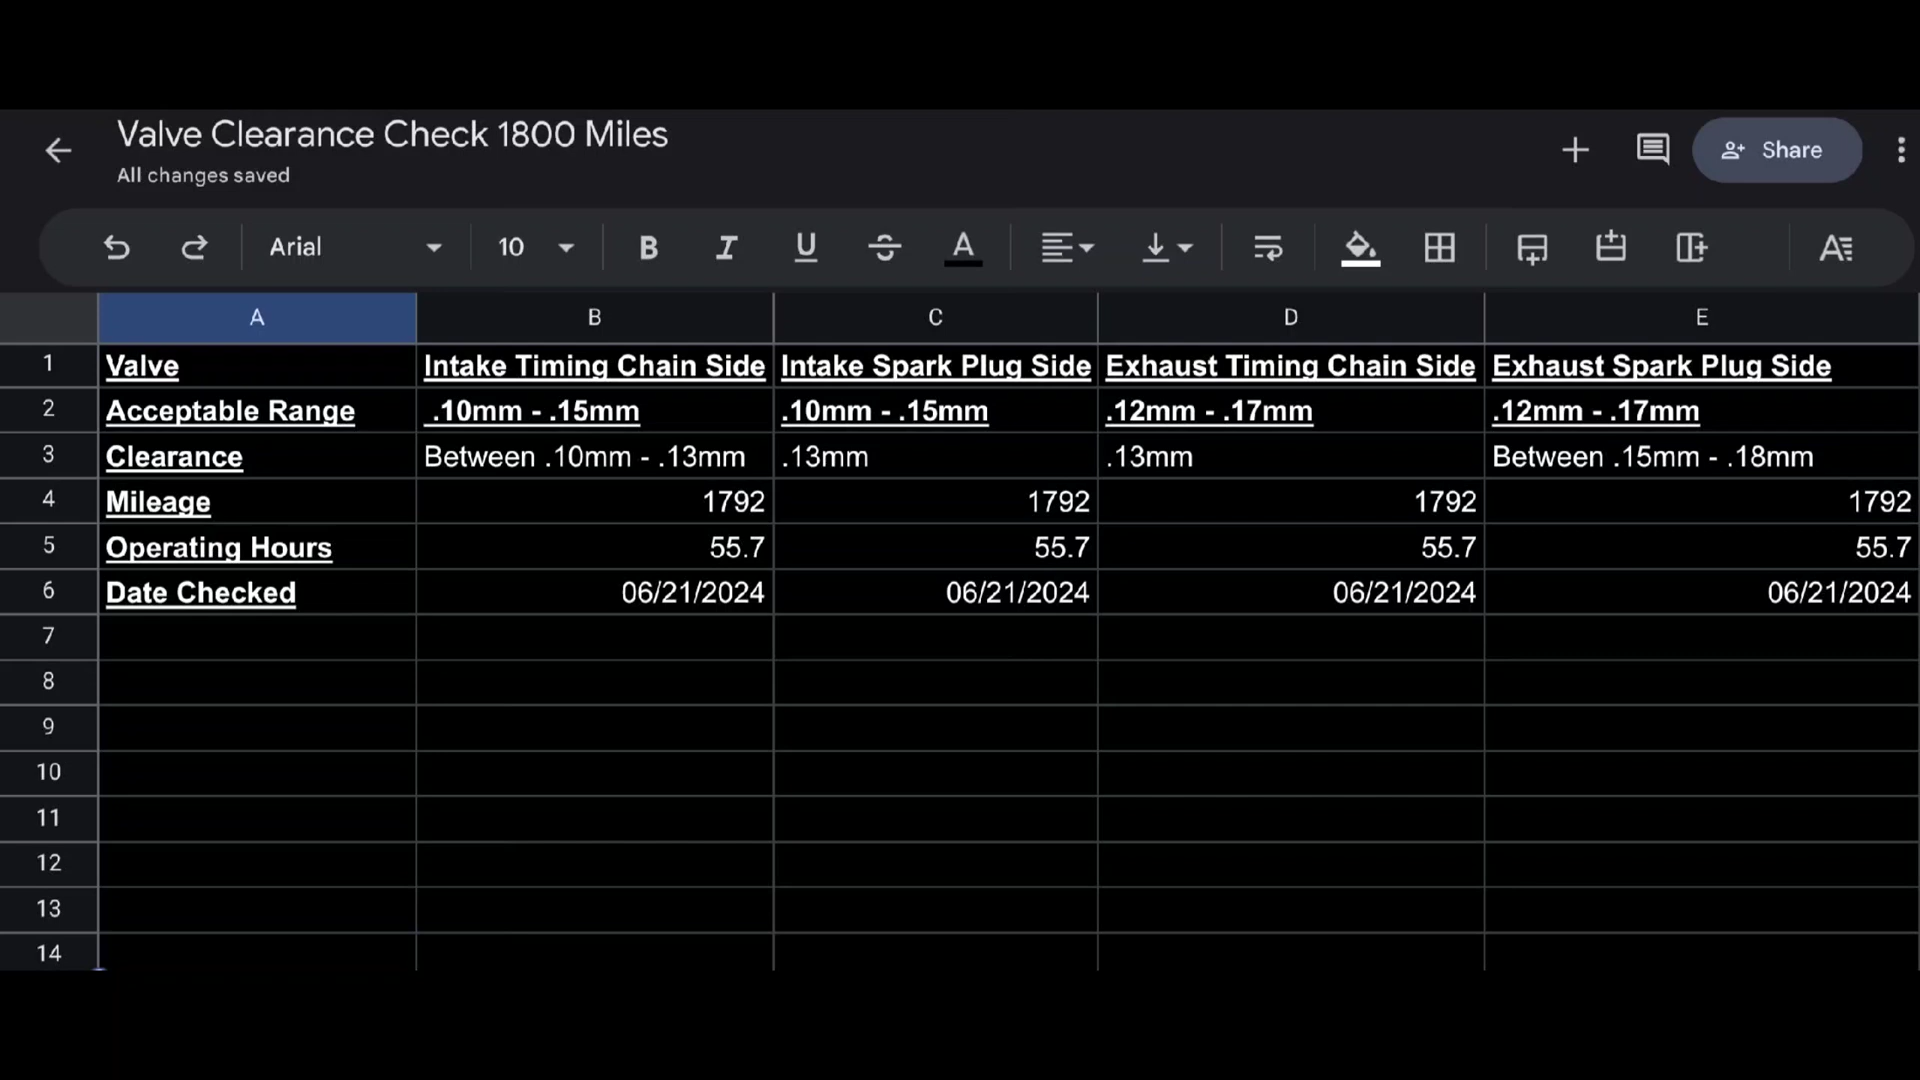 Valve Clearance Check 1800 Miles
All changes saved
Share
Arial
10
B I U S A
A
A B C D E
1 Valve Intake Timing Chain Side Intake Spark Plug Side Exhaust Timing Chain Side Exhaust Spark Plug Side
2 Acceptable Range .10mm - .15mm .10mm - .15mm .12mm - .17mm .12mm - .17mm
3 Clearance Between .10mm - .13mm .13mm .13mm Between .15mm - .18mm
4 Mileage 1792 1792 1792 1792
5 Operating Hours 55.7 55.7 55.7 55.7
6 Date Checked 06/21/2024 06/21/2024 06/21/2024 06/21/2024
7
8
9
10
11
12
13
14